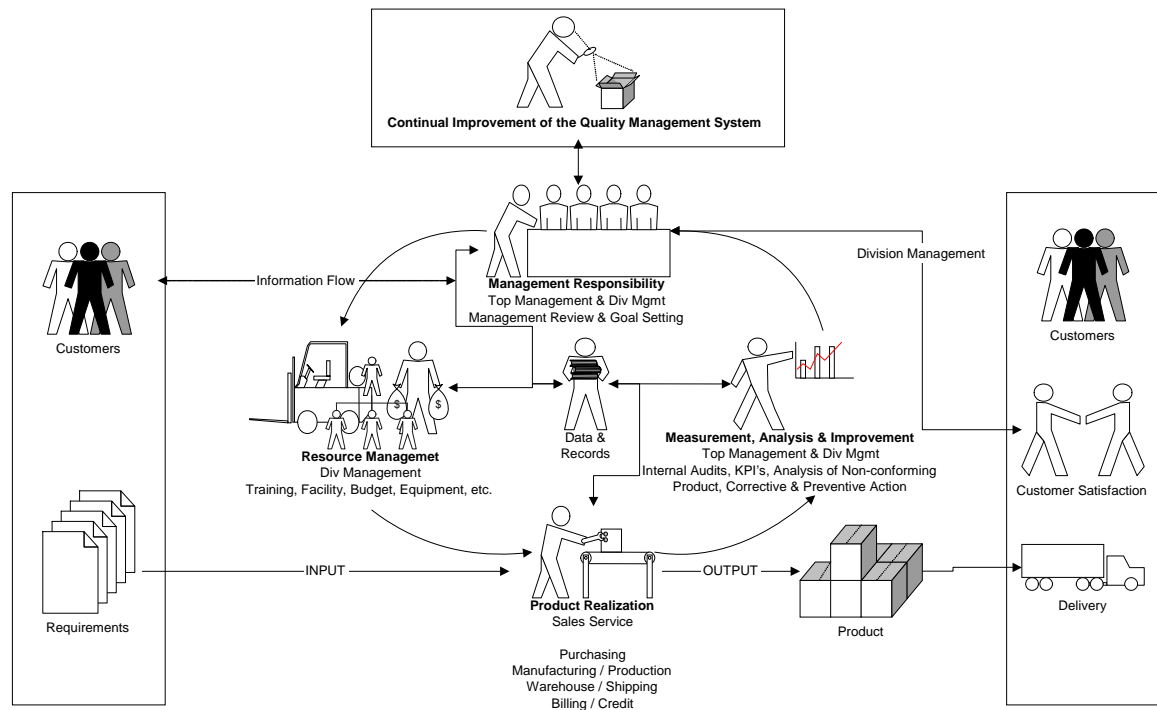 Continual Improvement of the Quality Management System
Customers
Information Flow
Management Responsibility
Top Management & Div Mgmt
Management Review & Goal Setting
Division Management
Customers
$ $
Resource Managemet
Div Management
Training, Facility, Budget, Equipment, etc.
Data &
Records
Measurement, Analysis & Improvement
Top Management & Div Mgmt
Internal Audits, KPI's, Analysis of Non-conforming
Product, Corrective & Preventive Action
Customer Satisfaction
Requirements
INPUT
Product Realization
Sales Service
Purchasing
Manufacturing / Production
Warehouse / Shipping
Billing / Credit
OUTPUT
Product
Delivery